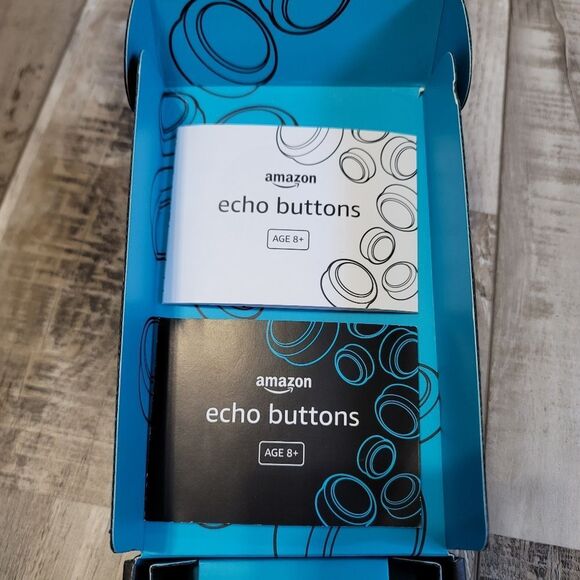 amazon
echo buttons
AGE 8+
amazon
echo buttons
AGE 8+